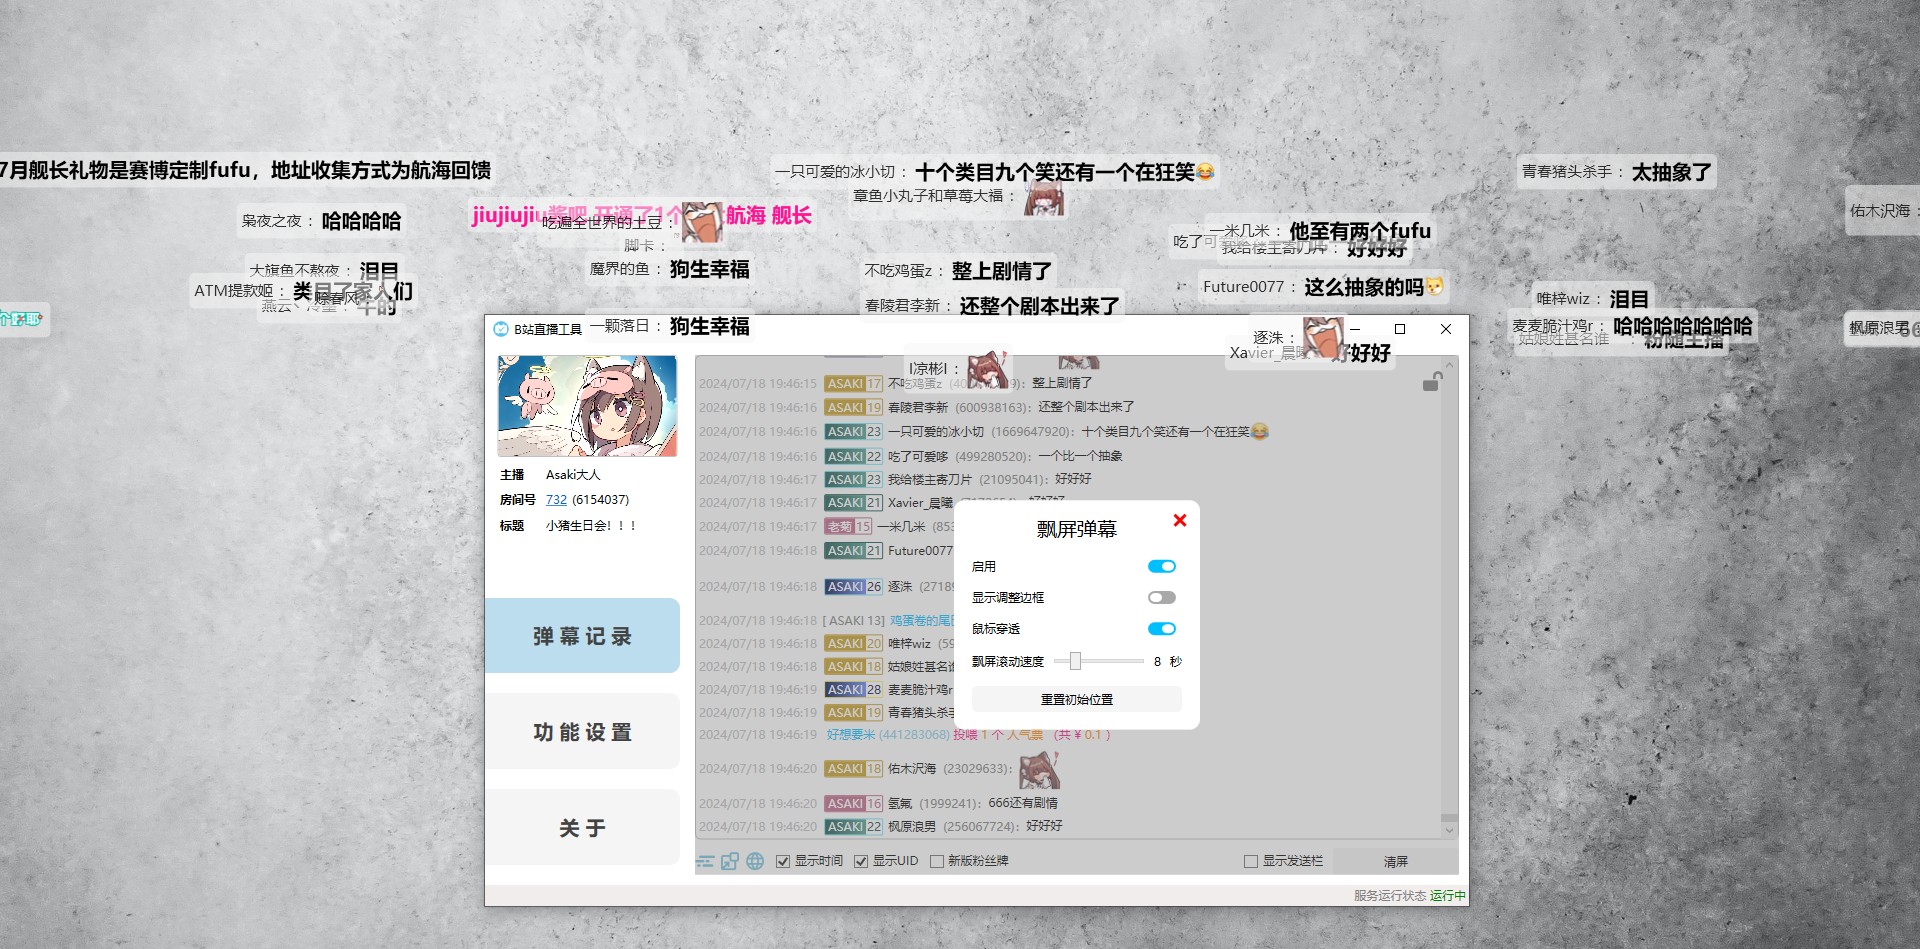 7月舰长礼物是赛博定制fufu，地址收集方式为航海回馈
一只可爱的冰小切： 十个类目九个笑还有一个在狂笑😂
青春猪头杀手： 太抽象了
章鱼小丸子和草莓大福：
佑木沢海：
枭夜之夜： 哈哈哈哈
jiujiujiu酱吧 开通了1个 航海 舰长
吃遍全世界的土豆：
脚卡：
一米几米： 他至有两个fufu
吃了可
我给楼主寄刀片： 好好好
大旗鱼不熬夜： 泪目
魔界的鱼： 狗生幸福
不吃鸡蛋z： 整上剧情了
ATM提款姬： 类目了家人们
Future0077： 这么抽象的吗
唯梓wiz： 泪目
春陵君李新： 还整个剧本出来了
一颗落日： 狗生幸福
麦麦脆汁鸡r： 哈哈哈哈哈哈哈
姑娘姓甚名谁 ： 粉随主播
枫原浪男
逐洙：
Xavier_晨曦 好好好
I凉彬I：
B站直播工具
主播 Asaki大人
房间号 732 (6154037)
标题 小猪生日会！！！
弹幕记录
功能设置
关于
2024/07/18 19:46:15 ASAKI 17 不吃鸡蛋z 整上剧情了
2024/07/18 19:46:16 ASAKI 19 春陵君李新 (600938163)： 还整个剧本出来了
2024/07/18 19:46:16 ASAKI 23 一只可爱的冰小切 (1669647920)： 十个类目九个笑还有一个在狂笑😂
2024/07/18 19:46:16 ASAKI 22 吃了可爱哆 (499280520)： 一个比一个抽象
2024/07/18 19:46:17 ASAKI 23 我给楼主寄刀片 (21095041)： 好好好
2024/07/18 19:46:17 ASAKI 21 Xavier_晨曦 好好好
2024/07/18 19:46:17 老菊 15 一米几米 (853
2024/07/18 19:46:18 ASAKI 21 Future0077
2024/07/18 19:46:18 ASAKI 26 逐洙 (2718
2024/07/18 19:46:18 [ ASAKI 13] 鸡蛋卷的尾
2024/07/18 19:46:18 ASAKI 20 唯梓wiz (59
2024/07/18 19:46:18 ASAKI 18 姑娘姓甚名谁
2024/07/18 19:46:19 ASAKI 28 麦麦脆汁鸡r
2024/07/18 19:46:19 ASAKI 19 青春猪头杀手
2024/07/18 19:46:19 好想要米 (441283068) 投喂 1 个 人气票 (共 ¥ 0.1 )
2024/07/18 19:46:20 ASAKI 18 佑木沢海 (23029633)：
2024/07/18 19:46:20 ASAKI 16 氢氟, (1999241)： 666还有剧情
2024/07/18 19:46:20 ASAKI 22 枫原浪男 (256067724)： 好好好
飘屏弹幕
启用
显示调整边框
鼠标穿透
飘屏滚动速度 8 秒
重置初始位置
显示时间 显示UID 新版粉丝牌 显示发送栏 清屏
服务运行状态 运行中